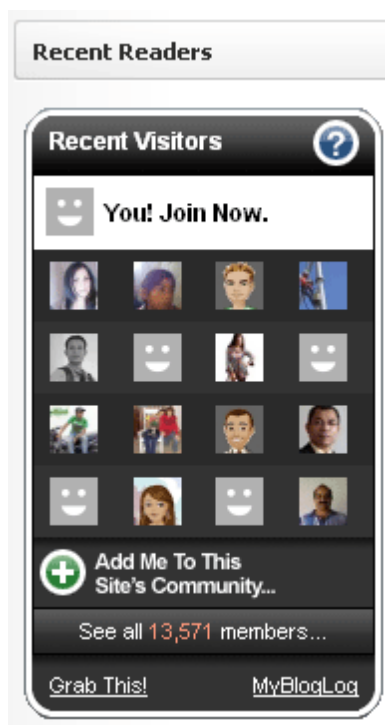 Recent Readers
Recent Visitors
?
You! Join Now.
Add Me To This
Site's Community...
See all 13,571 members...
Grab This!
MyBlogLog